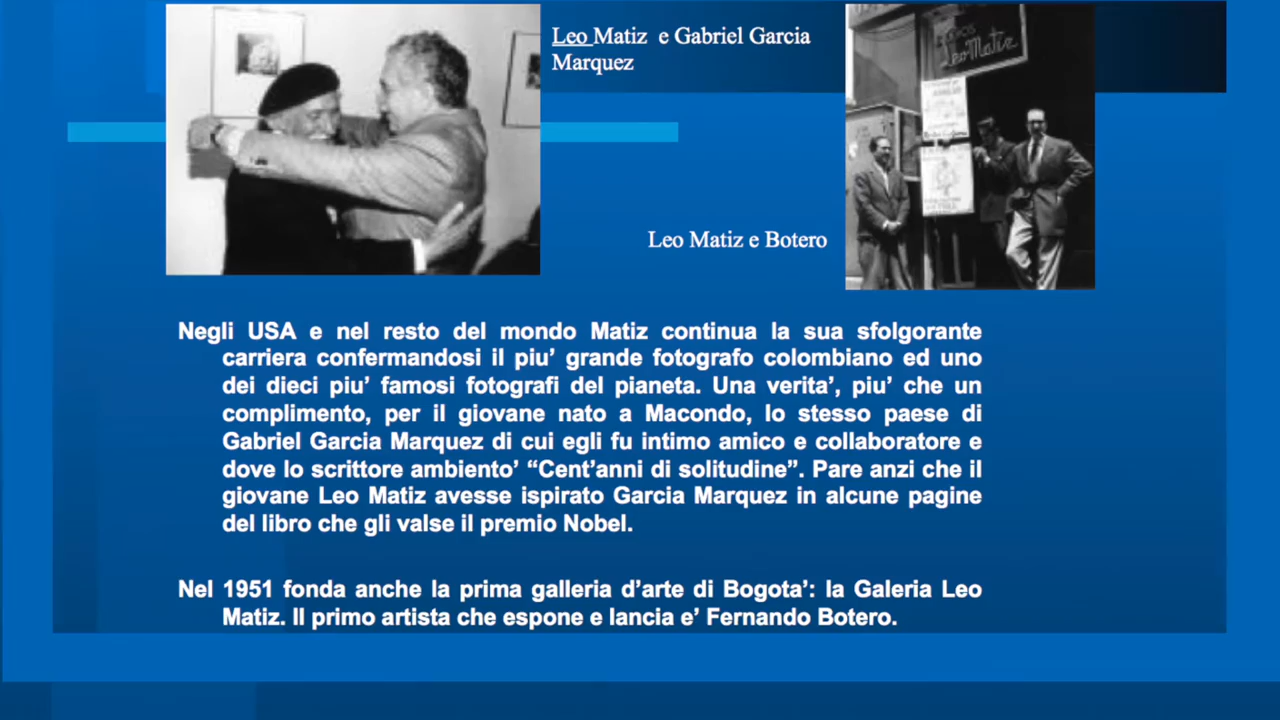 Leo Matiz e Gabriel Garcia
Marquez
Leo Matiz
Leo Matiz e Botero
Negli USA e nel resto del mondo Matiz continua la sua sfolgorante
carriera confermandosi il piu’ grande fotografo colombiano ed uno
dei dieci piu’ famosi fotografi del pianeta. Una verita’, piu’ che un
complimento, per il giovane nato a Macondo, lo stesso paese di
Gabriel Garcia Marquez di cui egli fu intimo amico e collaboratore e
dove lo scrittore ambiento’ “Cent’anni di solitudine”. Pare anzi che il
giovane Leo Matiz avesse ispirato Garcia Marquez in alcune pagine
del libro che gli valse il premio Nobel.
Nel 1951 fonda anche la prima galleria d’arte di Bogota’: la Galeria Leo
Matiz. Il primo artista che espone e lancia e’ Fernando Botero.